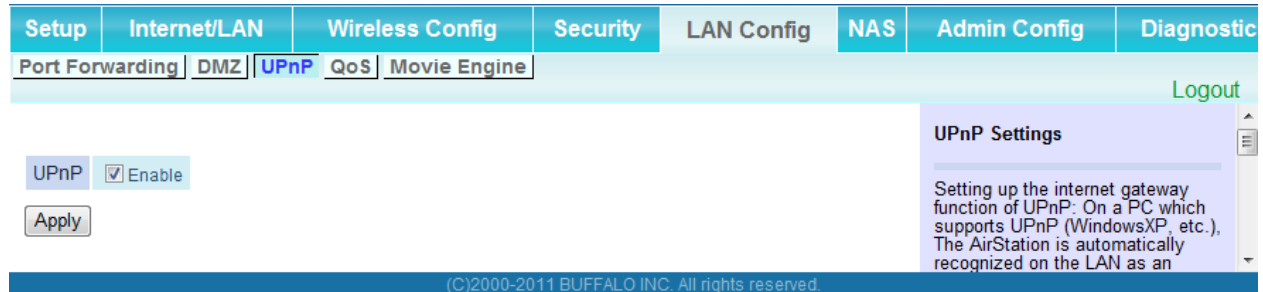 Setup Internet/LAN Wireless Config Security LAN Config NAS Admin Config Diagnostic
Port Forwarding DMZ UPnP QoS Movie Engine
Logout
UPnP Enable
Apply
UPnP Settings
Setting up the internet gateway
function of UPnP: On a PC which
supports UPnP (WindowsXP, etc.),
The AirStation is automatically
recognized on the LAN as an
(C)2000-2011 BUFFALO INC. All rights reserved.